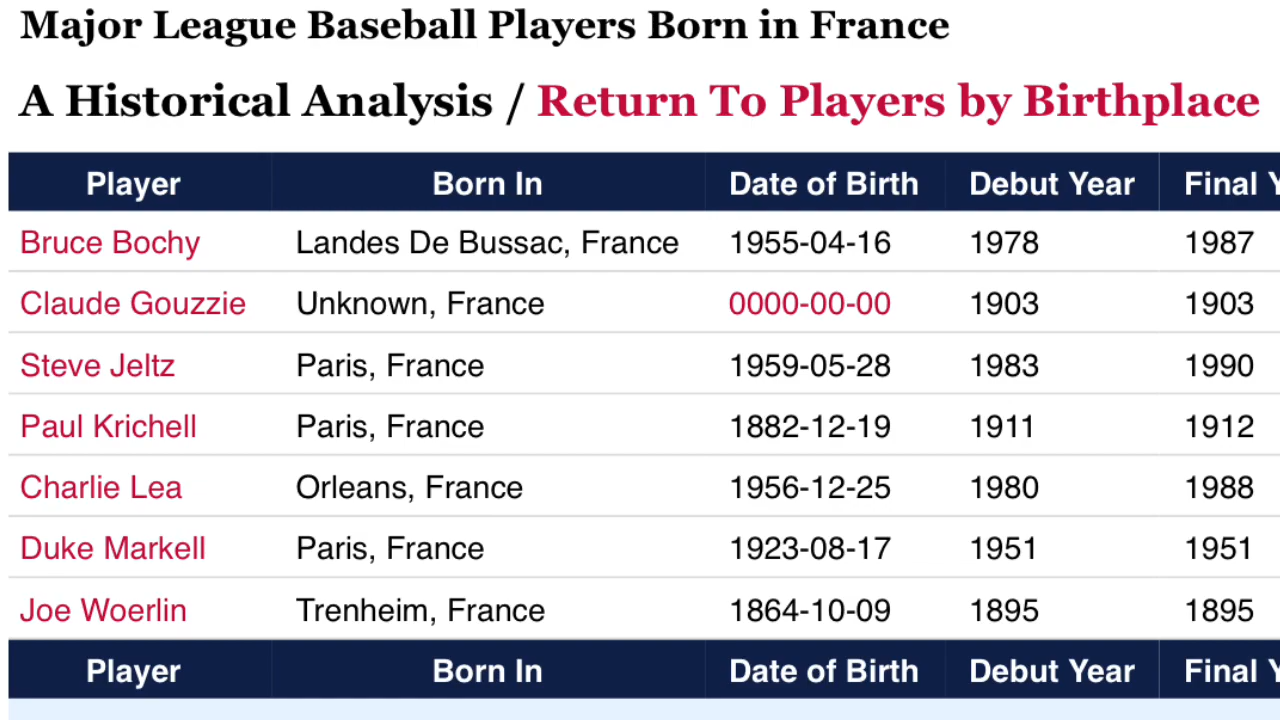 Major League Baseball Players Born in France
A Historical Analysis / Return To Players by Birthplace
Player Born In Date of Birth Debut Year Final Y
Bruce Bochy Landes De Bussac, France 1955-04-16 1978 1987
Claude Gouzzie Unknown, France 0000-00-00 1903 1903
Steve Jeltz Paris, France 1959-05-28 1983 1990
Paul Krichell Paris, France 1882-12-19 1911 1912
Charlie Lea Orleans, France 1956-12-25 1980 1988
Duke Markell Paris, France 1923-08-17 1951 1951
Joe Woerlin Trenheim, France 1864-10-09 1895 1895
Player Born In Date of Birth Debut Year Final Y